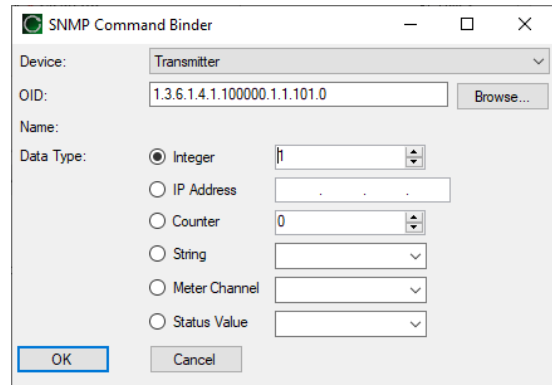 SNMP Command Binder
Device: Transmitter
OID: 1.3.6.1.4.1.100000.1.1.101.0 Browse...
Name:
Data Type: Integer 1
IP Address . . .
Counter 0
String
Meter Channel
Status Value
OK Cancel